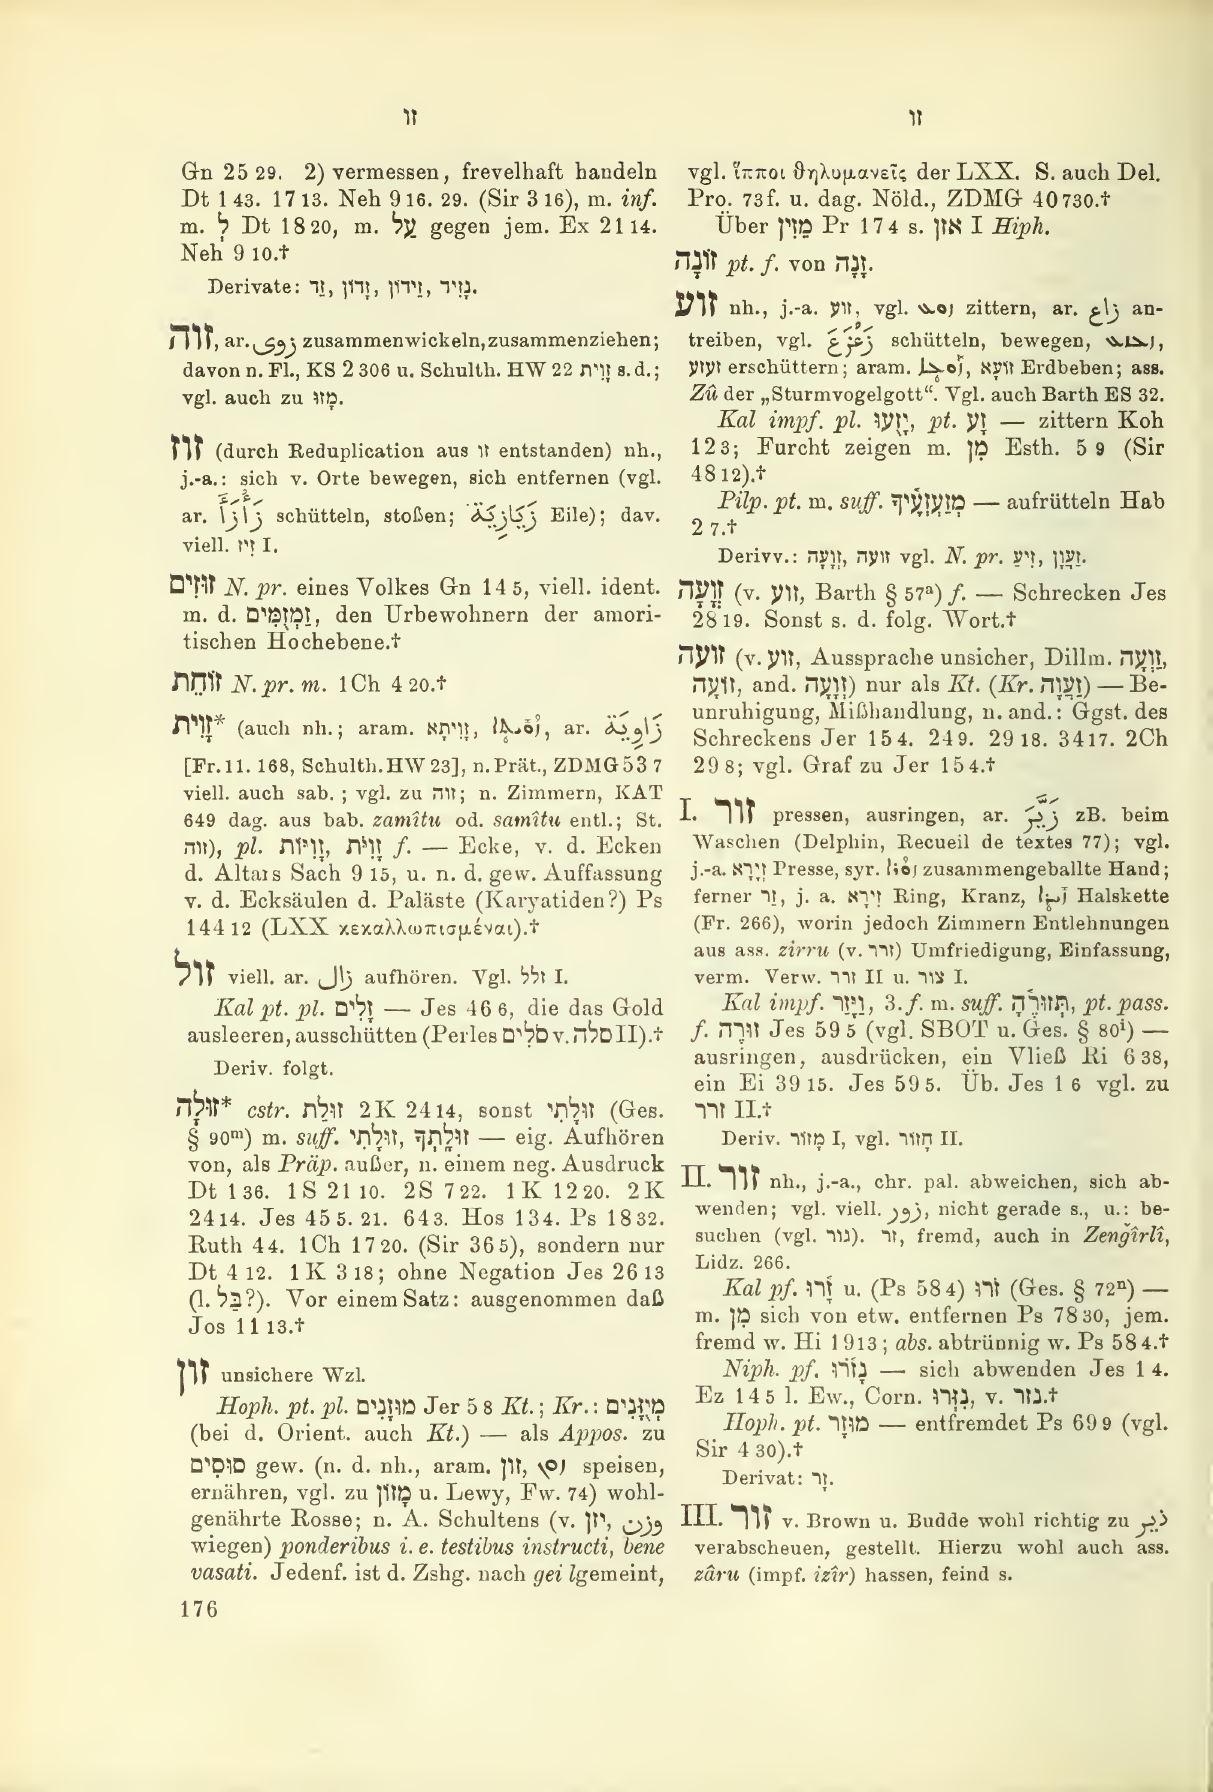 זו
זו
Gn 25 29. 2) vermessen, frevelhaft handeln
Dt 1 43. 17 13. Neh 9 16. 29. (Sir 3 16), m. inf.
m. לְ Dt 18 20, m. עַל gegen jem. Ex 21 14.
Neh 9 10.†
Derivate: זֵד, זָדוֹן, זֵידוֹן, נָזִיד.
זוה, ar. زوى zusammenwickeln, zusammenziehen;
davon n. Fl., KS 2 306 u. Schulth. HW 22 זָוִית s. d.;
vgl. auch zu מֶזוּ.
זוז (durch Reduplication aus זו entstanden) nh.,
j.-a.: sich v. Orte bewegen, sich entfernen (vgl.
ar. schütteln, stoßen; Eile); dav.
viell. זִיז I.
זוּזִים N. pr. eines Volkes Gn 14 5, viell. ident.
m. d. זַמְזֻמִּים, den Urbewohnern der amori-
tischen Hochebene.†
זוֹחֵת N. pr. m. 1Ch 4 20.†
זָוִית* (auch nh.; aram. זָוִיתָא, ar. زَاوِيَة
[Fr. 11. 168, Schulth. HW 23], n. Prät., ZDMG 53 7
viell. auch sab. ; vgl. zu זוה; n. Zimmern, KAT
649 dag. aus bab. zamîtu od. samîtu entl.; St.
זוה), pl. זָוִיּוֹת, זָוִיֹּת f. — Ecke, v. d. Ecken
d. Altars Sach 9 15, u. n. d. gew. Auffassung
v. d. Ecksäulen d. Paläste (Karyatiden?) Ps
144 12 (LXX κεκαλλωπισμέναι).†
זול viell. ar. زال aufhören. Vgl. זלל I.
Kal pt. pl. זָלִים — Jes 46 6, die das Gold
ausleeren, ausschütten (Perles סֹלִים v. סלה II).†
Deriv. folgt.
זוּלָה* cstr. זוּלַת 2K 24 14, sonst זוּלָתִי (Ges.
§ 90ᵐ) m. suff. זוּלָתִי, זוּלָתְךָ — eig. Aufhören
von, als Präp. außer, n. einem neg. Ausdruck
Dt 1 36. 1S 21 10. 2S 7 22. 1K 12 20. 2K
24 14. Jes 45 5. 21. 64 3. Hos 13 4. Ps 18 32.
Ruth 4 4. 1Ch 17 20. (Sir 36 5), sondern nur
Dt 4 12. 1K 3 18; ohne Negation Jes 26 13
(l. בַּל?). Vor einem Satz: ausgenommen daß
Jos 11 13.†
זון unsichere Wzl.
Hoph. pt. pl. מוּזָנִים Jer 5 8 Kt.; Kr.: מְיֻזָּנִים
(bei d. Orient. auch Kt.) — als Appos. zu
סוּסִים gew. (n. d. nh., aram. זון, speisen,
ernähren, vgl. zu מָזוֹן u. Lewy, Fw. 74) wohl-
genährte Rosse; n. A. Schultens (v. יזן, وزن
wiegen) ponderibus i. e. testibus instructi, bene
vasati. Jedenf. ist d. Zshg. nach gei lgemeint,
176
vgl. ἵπποι θηλυμανεῖς der LXX. S. auch Del.
Pro. 73f. u. dag. Nöld., ZDMG 40 730.†
Über מֵזִין Pr 17 4 s. אזן I Hiph.
זוֹנָה pt. f. von זָנָה.
זוע nh., j.-a. זוע, vgl. zittern, ar. زاع an-
treiben, vgl. زَعْزَعَ schütteln, bewegen,
זעזע erschüttern; aram. זוֹעָא Erdbeben; ass.
Zû der „Sturmvogelgott“. Vgl. auch Barth ES 32.
Kal impf. pl. יָזֻעוּ, pt. זָע — zittern Koh
12 3; Furcht zeigen m. מִן Esth. 5 9 (Sir
48 12).†
Pilp. pt. m. suff. מְזַעְזְעֶיךָ — aufrütteln Hab
2 7.†
Derivv.: זְוָעָה, זועה vgl. N. pr. זִיעַ, זַעֲוָן.
זְוָעָה (v. זוע, Barth § 57ᵃ) f. — Schrecken Jes
28 19. Sonst s. d. folg. Wort.†
זועה (v. זוע, Aussprache unsicher, Dillm. זַוָּעָה,
זוֹעָה, and. זְוָעָה) nur als Kt. (Kr. זַעֲוָה) — Be-
unruhigung, Mißhandlung, n. and.: Ggst. des
Schreckens Jer 15 4. 24 9. 29 18. 34 17. 2Ch
29 8; vgl. Graf zu Jer 15 4.†
I. זור pressen, ausringen, ar. زَيَّرَ zB. beim
Waschen (Delphin, Recueil de textes 77); vgl.
j.-a. זְיָרָא Presse, syr. zusammengeballte Hand;
ferner זֵר, j. a. זִירָא Ring, Kranz, Halskette
(Fr. 266), worin jedoch Zimmern Entlehnungen
aus ass. zirru (v. זרר) Umfriedigung, Einfassung,
verm. Verw. זרר II u. צור I.
Kal impf. וַיָּזַר, 3. f. m. suff. תְּזוּרֶהָ, pt. pass.
f. זוּרֶה Jes 59 5 (vgl. SBOT u. Ges. § 80ⁱ) —
ausringen, ausdrücken, ein Vließ Ri 6 38,
ein Ei 39 15. Jes 59 5. Üb. Jes 1 6 vgl. zu
זרר II.†
Deriv. מָזוֹר I, vgl. חָזוֹר II.
II. זור nh., j.-a., chr. pal. abweichen, sich ab-
wenden; vgl. viell. زور, nicht gerade s., u.: be-
suchen (vgl. גור). זר, fremd, auch in Zenǧîrlî,
Lidz. 266.
Kal pf. זָרוּ u. (Ps 58 4) זֹרוּ (Ges. § 72ⁿ) —
m. מִן sich von etw. entfernen Ps 78 30, jem.
fremd w. Hi 19 13; abs. abtrünnig w. Ps 58 4.†
Niph. pf. נָזֹרוּ — sich abwenden Jes 1 4.
Ez 14 5 l. Ew., Corn. נִזְּרוּ, v. נזר.†
Hoph. pt. מוּזָר — entfremdet Ps 69 9 (vgl.
Sir 4 30).†
Derivat: זָר.
III. זור v. Brown u. Budde wohl richtig zu ذير
verabscheuen, gestellt. Hierzu wohl auch ass.
zâru (impf. izîr) hassen, feind s.